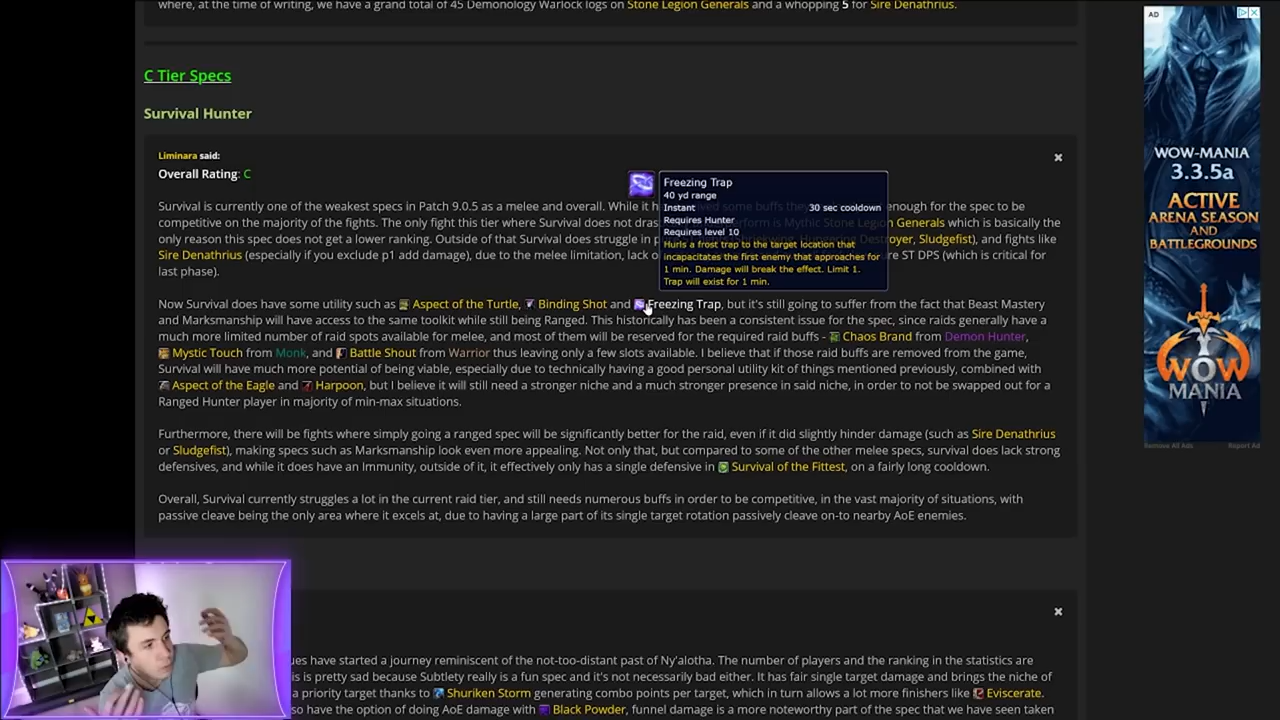 where, at the time of writing, we have a grand total of 45 Demonology Warlock logs on Stone Legion Generals and a whopping 5 for Sire Denathrius.
AD
C Tier Specs
Survival Hunter
Liminara said:
Overall Rating: C
Freezing Trap
40 yd range
Instant 30 sec cooldown
Requires Hunter
Requires level 10
Hurls a frost trap to the target location that
incapacitates the first enemy that approaches for
1 min. Damage will break the effect. Limit 1.
Trap will exist for 1 min.
Survival is currently one of the weakest specs in Patch 9.0.5 as a melee and overall. While it enough for the spec to be
competitive on the majority of the fights. The only fight this tier where Survival does not Generals which is basically the
only reason this spec does not get a lower ranking. Outside of that Survival does struggle in Sludgefist), and fights like
Sire Denathrius (especially if you exclude p1 add damage), due to the melee limitation, lack ST DPS (which is critical for
last phase).
Now Survival does have some utility such as Aspect of the Turtle, Binding Shot and Freezing Trap, but it's still going to suffer from the fact that Beast Mastery
and Marksmanship will have access to the same toolkit while still being Ranged. This historically has been a consistent issue for the spec, since raids generally have a
much more limited number of raid spots available for melee, and most of them will be reserved for the required raid buffs - Chaos Brand from Demon Hunter,
Mystic Touch from Monk, and Battle Shout from Warrior thus leaving only a few slots available. I believe that if those raid buffs are removed from the game,
Survival will have much more potential of being viable, especially due to technically having a good personal utility kit of things mentioned previously, combined with
Aspect of the Eagle and Harpoon, but I believe it will still need a stronger niche and a much stronger presence in said niche, in order to not be swapped out for a
Ranged Hunter player in majority of min-max situations.
Furthermore, there will be fights where simply going a ranged spec will be significantly better for the raid, even if it did slightly hinder damage (such as Sire Denathrius
or Sludgefist), making specs such as Marksmanship look even more appealing. Not only that, but compared to some of the other melee specs, survival does lack strong
defensives, and while it does have an Immunity, outside of it, it effectively only has a single defensive in Survival of the Fittest, on a fairly long cooldown.
Overall, Survival currently struggles a lot in the current raid tier, and still needs numerous buffs in order to be competitive, in the vast majority of situations, with
passive cleave being the only area where it excels at, due to having a large part of its single target rotation passively cleave on-to nearby AoE enemies.
have started a journey reminiscent of the not-too-distant past of Ny'alotha. The number of players and the ranking in the statistics are
is pretty sad because Subtlety really is a fun spec and it's not necessarily bad either. It has fair single target damage and brings the niche of
a priority target thanks to Shuriken Storm generating combo points per target, which in turn allows a lot more finishers like Eviscerate.
have the option of doing AoE damage with Black Powder, funnel damage is a more noteworthy part of the spec that we have seen taken
WOW-MANIA
3.3.5a
ACTIVE
ARENA SEASON
AND
BATTLEGROUNDS
WOW
MANIA
Remove All Ads Report Ad